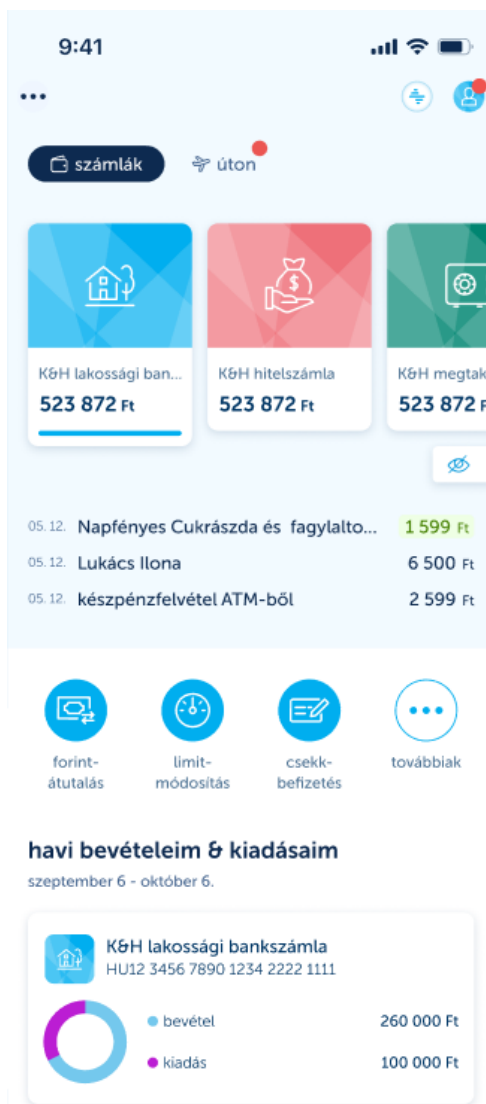 9:41
számlák
úton
K&H lakossági ban...
K&H hitelszámla
K&H megtak
523 872 Ft
523 872 Ft
523 872 F
05. 12. Napfényes Cukrászda és fagylalto... 1 599 Ft
05. 12. Lukács Ilona 6 500 Ft
05. 12. készpénzfelvétel ATM-ből 2 599 Ft
forint-
átutalás
limit-
módosítás
csekk-
befizetés
továbbiak
havi bevételeim & kiadásaim
szeptember 6 - október 6.
K&H lakossági bankszámla
HU12 3456 7890 1234 2222 1111
bevétel 260 000 Ft
kiadás 100 000 Ft